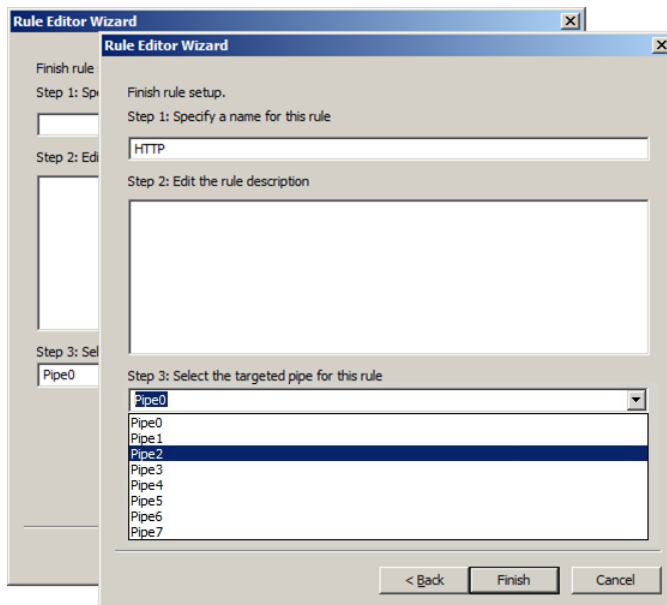 Rule Editor Wizard
Finish rule
Step 1: Spe
Step 2: Edi
Step 3: Sel
Pipe0
Rule Editor Wizard
Finish rule setup.
Step 1: Specify a name for this rule
HTTP
Step 2: Edit the rule description
Step 3: Select the targeted pipe for this rule
Pipe0
Pipe0
Pipe1
Pipe2
Pipe3
Pipe4
Pipe5
Pipe6
Pipe7
< Back
Finish
Cancel